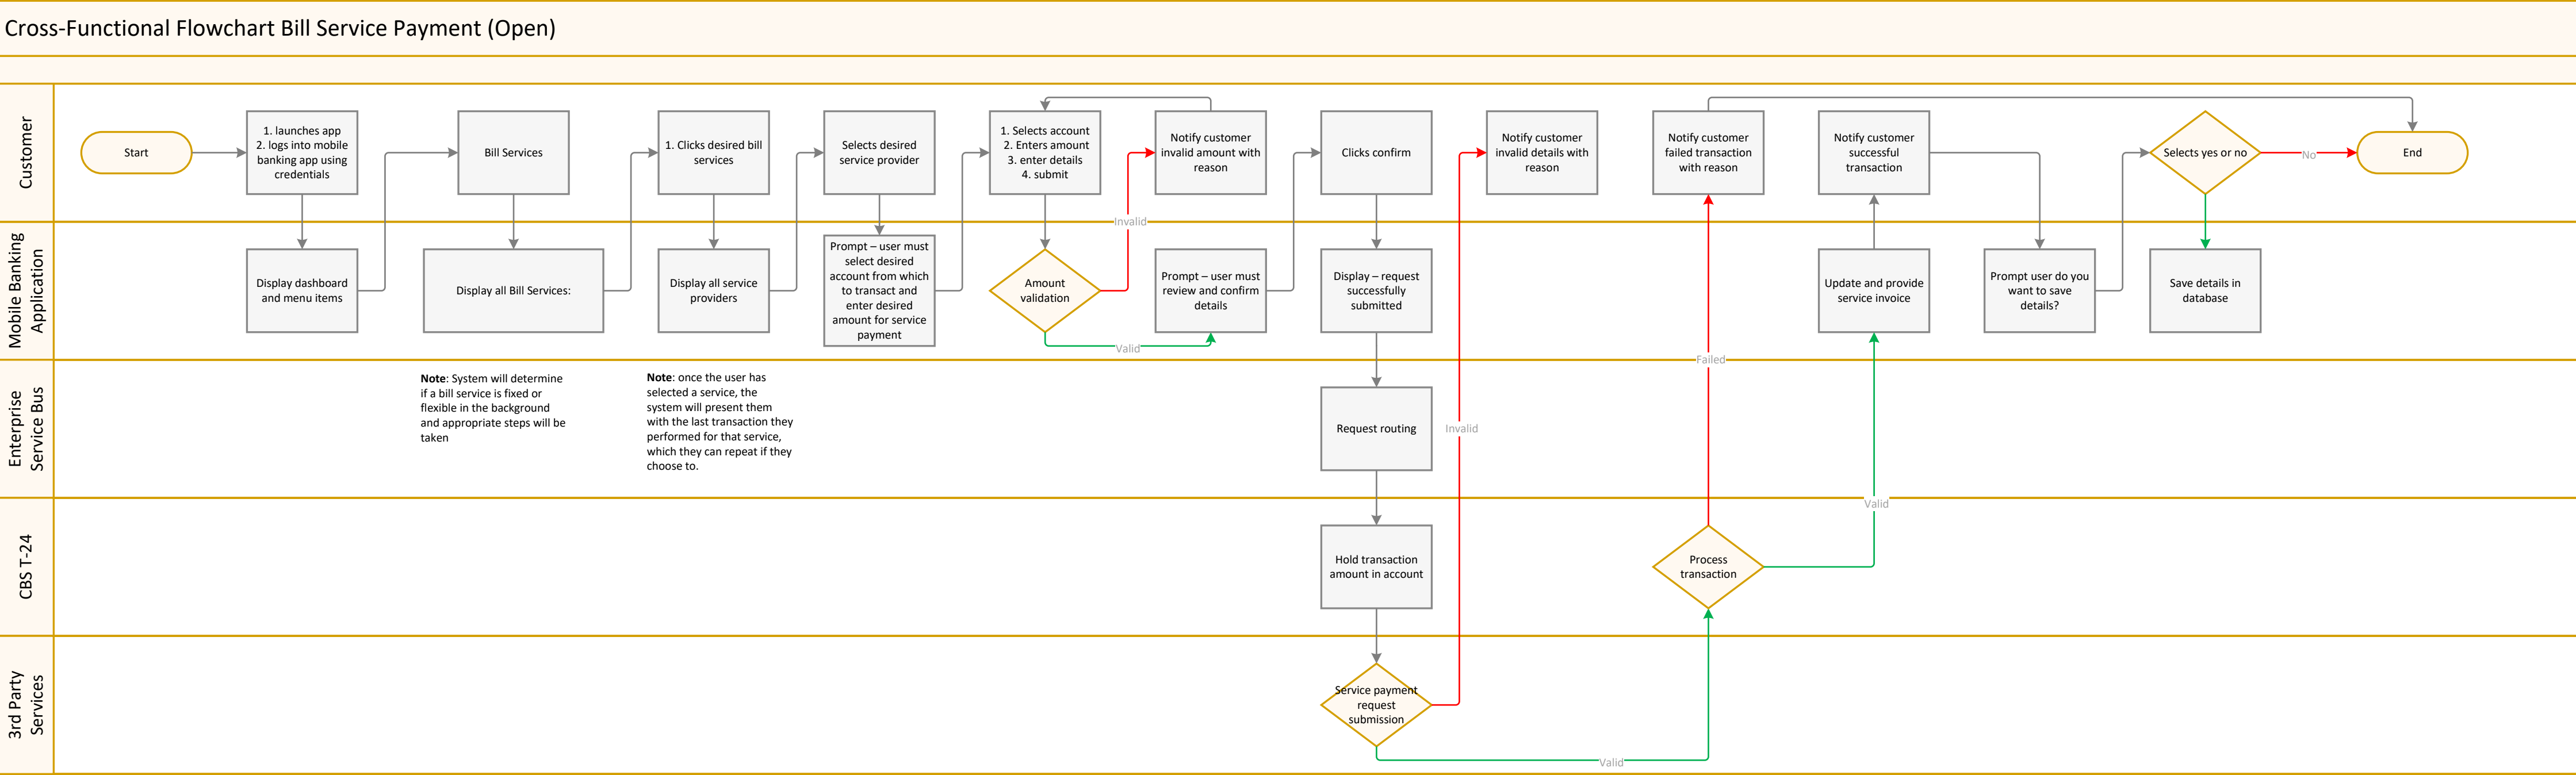 Cross-Functional Flowchart Bill Service Payment (Open)
Customer
Start
1. launches app
2. logs into mobile
banking app using
credentials
Bill Services
1. Clicks desired bill
services
Selects desired
service provider
1. Selects account
2. Enters amount
3. enter details
4. submit
Notify customer
invalid amount with
reason
Clicks confirm
Notify customer
invalid details with
reason
Notify customer
failed transaction
with reason
Notify customer
successful
transaction
Selects yes or no
No
End
Invalid
Mobile Banking
Application
Display dashboard
and menu items
Display all Bill Services:
Display all service
providers
Prompt – user must
select desired
account from which
to transact and
enter desired
amount for service
payment
Amount
validation
Valid
Prompt – user must
review and confirm
details
Display – request
successfully
submitted
Update and provide
service invoice
Prompt user do you
want to save
details?
Save details in
database
Failed
Enterprise
Service Bus
Note: System will determine
if a bill service is fixed or
flexible in the background
and appropriate steps will be
taken
Note: once the user has
selected a service, the
system will present them
with the last transaction they
performed for that service,
which they can repeat if they
choose to.
Request routing
Invalid
Valid
CBS T-24
Hold transaction
amount in account
Process
transaction
3rd Party
Services
Service payment
request
submission
Valid